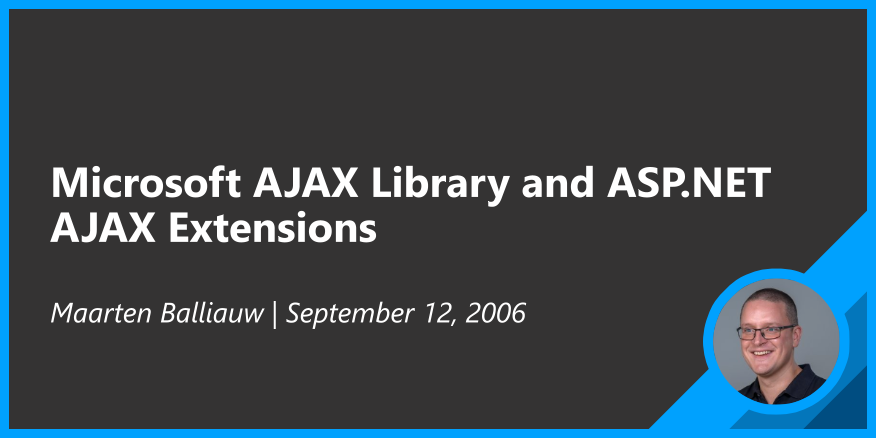 Microsoft AJAX Library and ASP.NET
AJAX Extensions
Maarten Balliauw | September 12, 2006